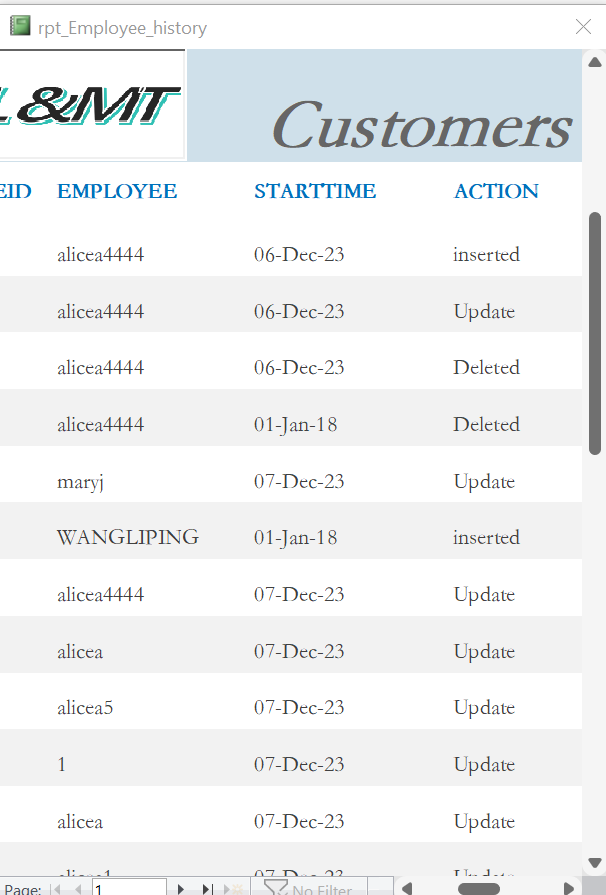 rpt_Employee_history
&MT
Customers
EID EMPLOYEE STARTTIME ACTION
alicea4444 06-Dec-23 inserted
alicea4444 06-Dec-23 Update
alicea4444 06-Dec-23 Deleted
alicea4444 01-Jan-18 Deleted
maryj 07-Dec-23 Update
WANGLIPING 01-Jan-18 inserted
alicea4444 07-Dec-23 Update
alicea 07-Dec-23 Update
alicea5 07-Dec-23 Update
1 07-Dec-23 Update
alicea 07-Dec-23 Update
Page: 1 No Filter